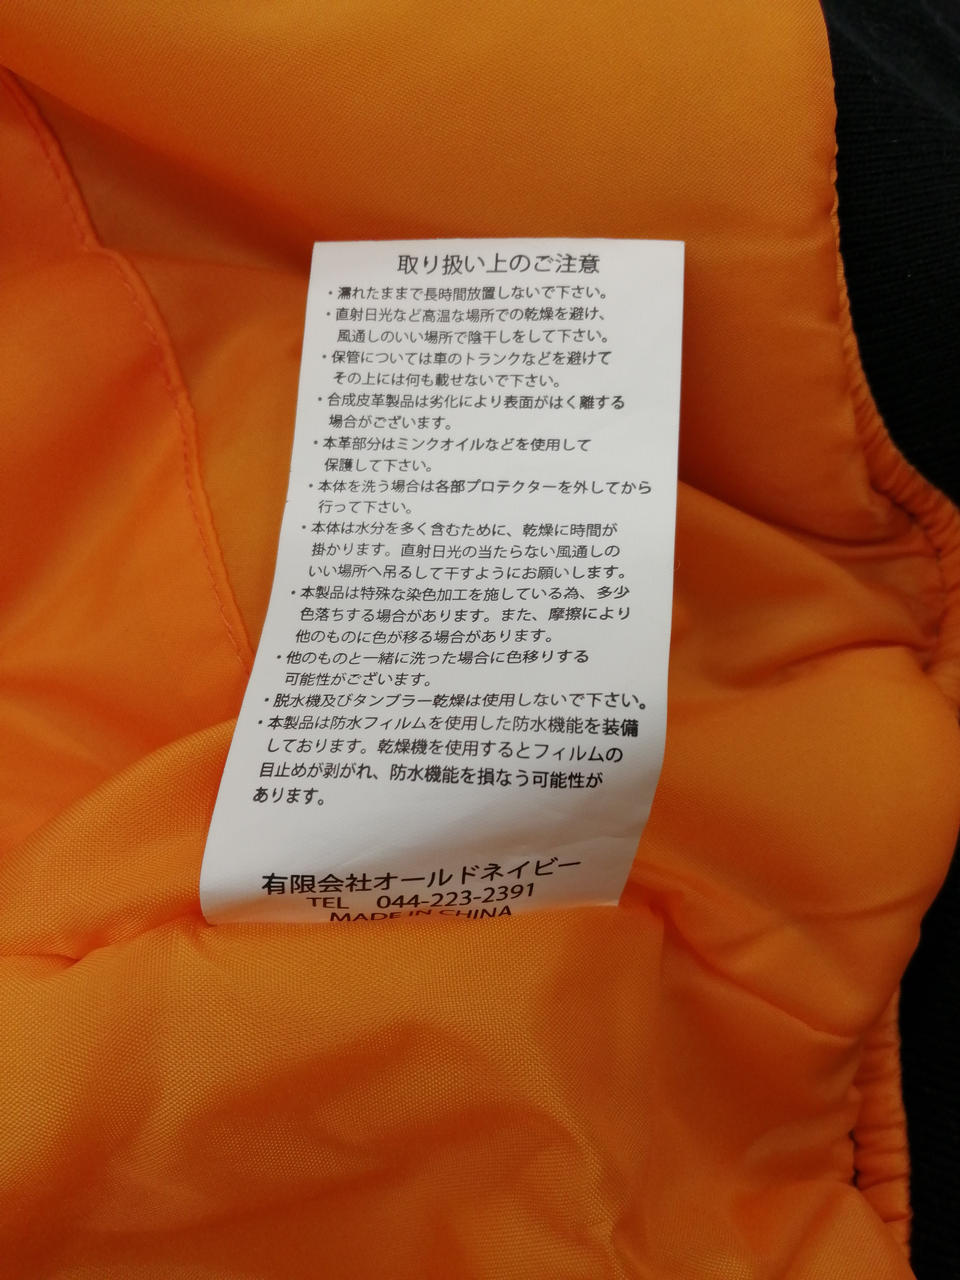 取り扱い上のご注意
・濡れたままで長時間放置しないで下さい。
・直射日光など高温な場所での乾燥を避け、
風通しのいい場所で陰干しをして下さい。
・保管については車のトランクなどを避けて
その上には何も載せないで下さい。
・合成皮革製品は劣化により表面がはく離する
場合がございます。
・本革部分はミンクオイルなどを使用して
保護して下さい。
・本体を洗う場合は各部プロテクターを外してから
行って下さい。
・本体は水分を多く含むために、乾燥に時間が
掛かります。直射日光の当たらない風通しの
いい場所へ吊るして干すようにお願いします。
・本製品は特殊な染色加工を施している為、多少
色落ちする場合があります。また、摩擦により
他のものに色が移る場合があります。
・他のものと一緒に洗った場合に色移りする
可能性がございます。
・脱水機及びタンブラー乾燥は使用しないで下さい。
・本製品は防水フィルムを使用した防水機能を装備
しております。乾燥機を使用するとフィルムの
目止めが剥がれ、防水機能を損なう可能性が
あります。
有限会社オールドネイビー
TEL 044-223-2391
MADE IN CHINA